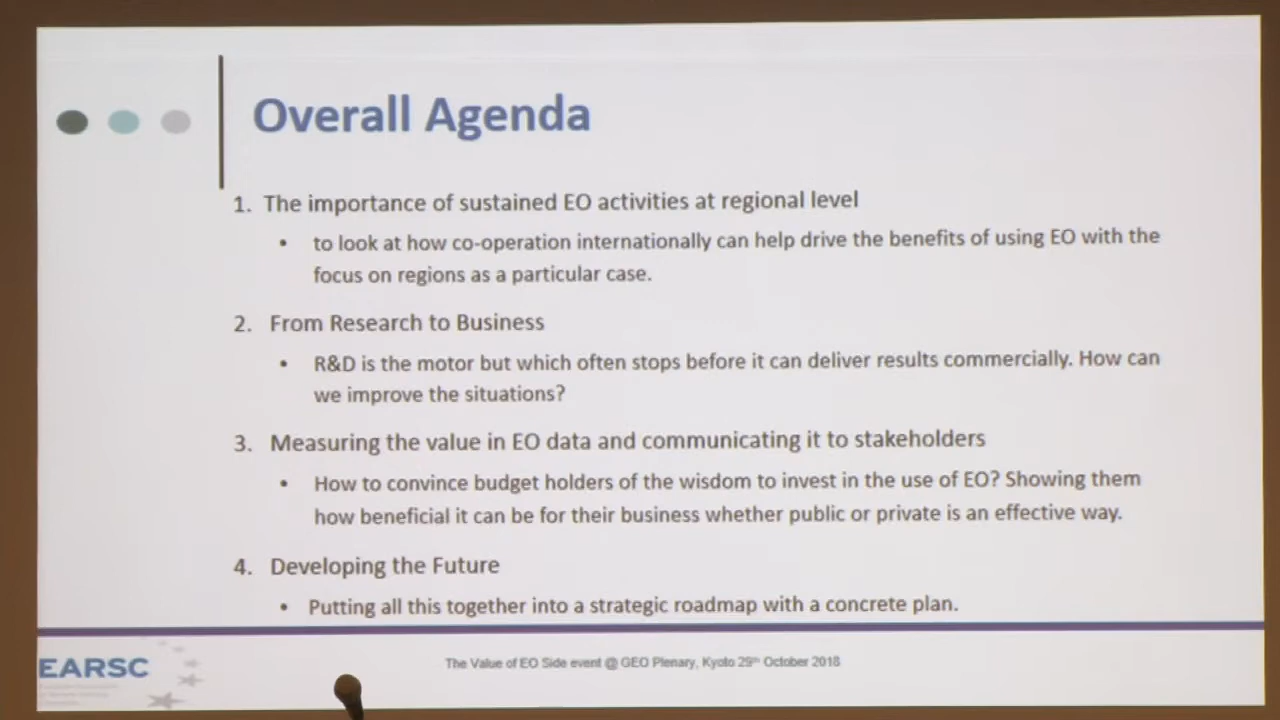 Overall Agenda
1. The importance of sustained EO activities at regional level
• to look at how co-operation internationally can help drive the benefits of using EO with the
focus on regions as a particular case.
2. From Research to Business
• R&D is the motor but which often stops before it can deliver results commercially. How can
we improve the situations?
3. Measuring the value in EO data and communicating it to stakeholders
• How to convince budget holders of the wisdom to invest in the use of EO? Showing them
how beneficial it can be for their business whether public or private is an effective way.
4. Developing the Future
• Putting all this together into a strategic roadmap with a concrete plan.
EARSC
The Value of EO Side event @ GEO Plenary, Kyoto 29th October 2018